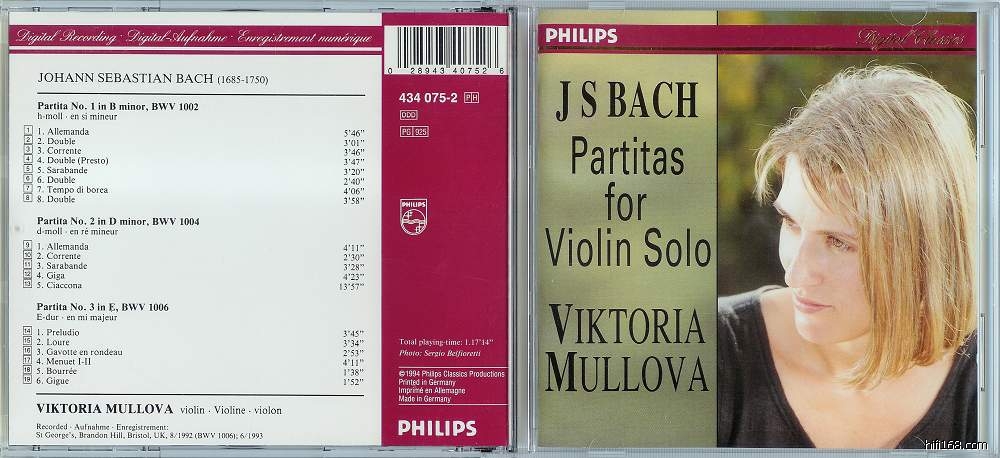 Digital Recording · Digital-Aufnahme · Enregistrement numérique
JOHANN SEBASTIAN BACH (1685-1750)
Partita No. 1 in B minor, BWV 1002
h-moll · en si mineur
1 1. Allemanda 5'46"
2 2. Double 3'01"
3 3. Corrente 3'46"
4 4. Double (Presto) 3'47"
5 5. Sarabande 3'20"
6 6. Double 2'40"
7 7. Tempo di borea 4'06"
8 8. Double 3'58"
Partita No. 2 in D minor, BWV 1004
d-moll · en ré mineur
9 1. Allemanda 4'11"
10 2. Corrente 2'30"
11 3. Sarabande 3'28"
12 4. Giga 4'23"
13 5. Ciaccona 13'57"
Partita No. 3 in E, BWV 1006
E-dur · en mi majeur
14 1. Preludio 3'45"
15 2. Loure 3'34"
16 3. Gavotte en rondeau 2'53"
17 4. Menuet I-II 4'11"
18 5. Bourrée 1'38"
19 6. Gigue 1'52"
VIKTORIA MULLOVA violin · Violine · violon
Recorded · Aufnahme · Enregistrement:
St George's, Brandon Hill, Bristol, UK, 8/1992 (BWV 1006); 6/1993
0 28943 40752 6
434 075-2 PH
DDD
PG 925
PHILIPS
Total playing-time: 1.17'14"
Photo: Sergio Belfioretti
©1994 Philips Classics Productions
Printed in Germany
Imprimé en Allemagne
Made in Germany
PHILIPS
PHILIPS
Digital Classics
J S BACH
Partitas
for
Violin Solo
VIKTORIA
MULLOVA
hifi168.com